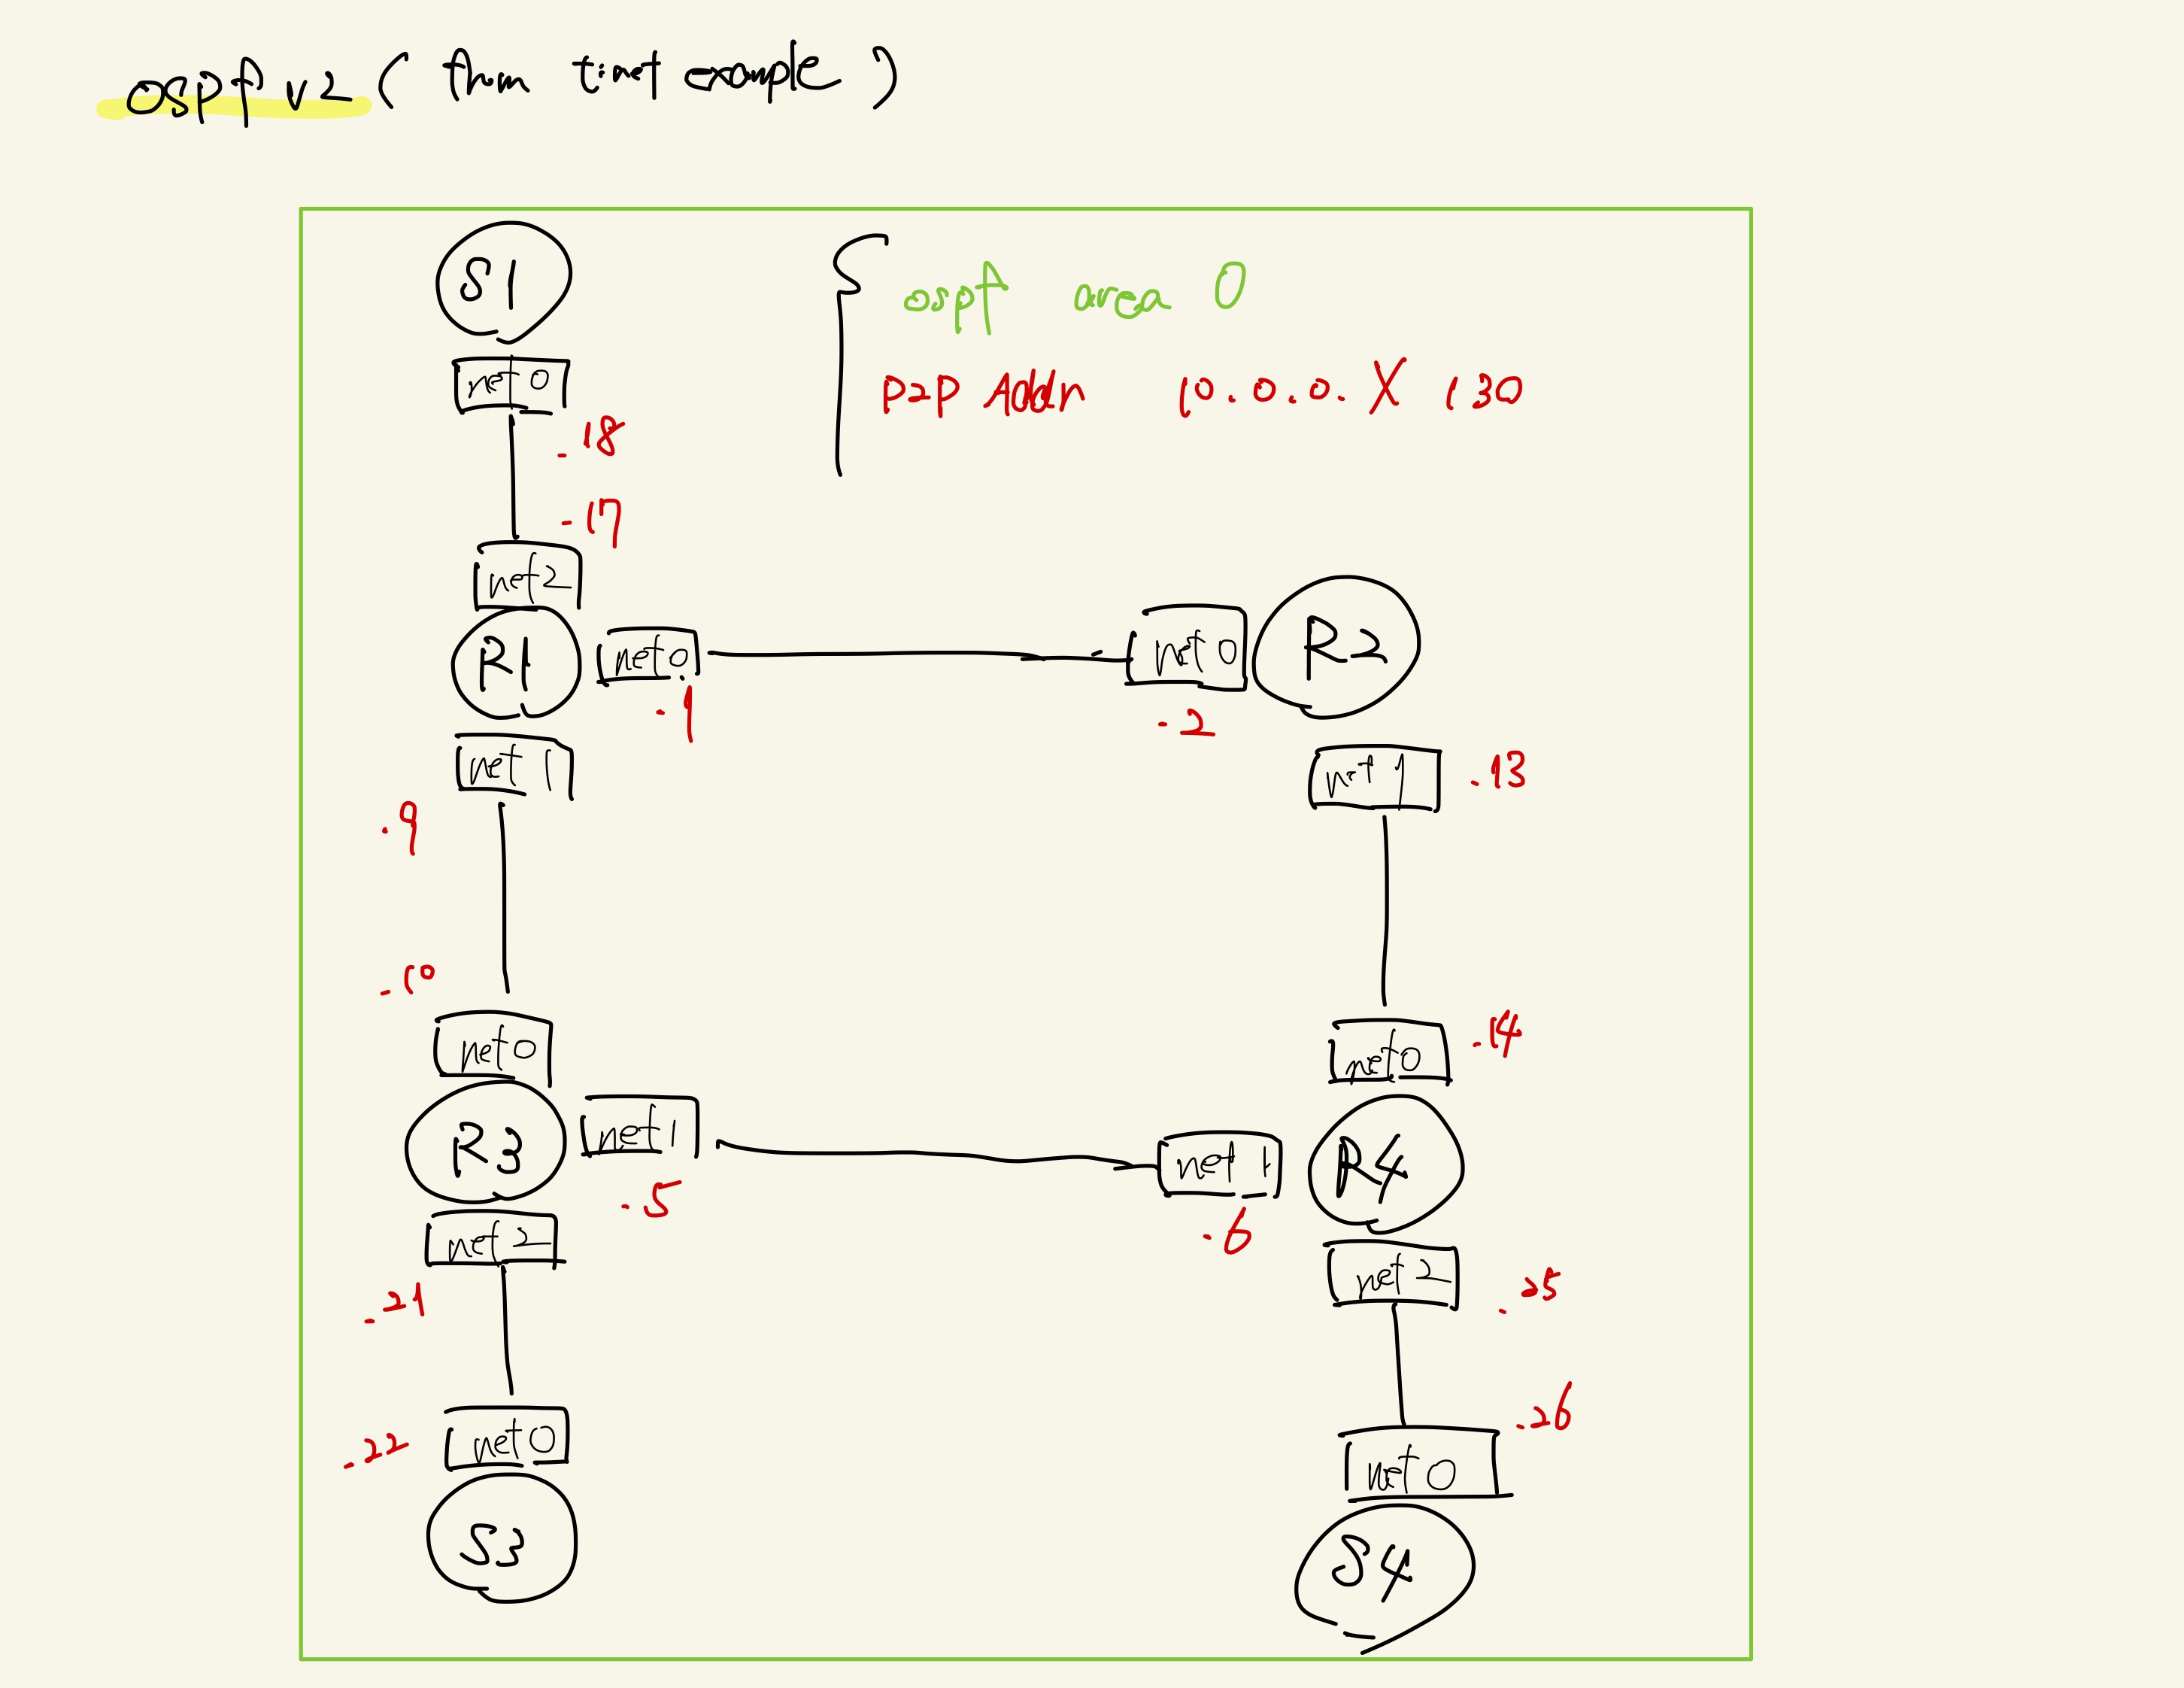 ospf v2 ( from tinet example )
S1
ospf area 0
net0
p2p Addr 10.0.0.X /30
.18
.17
net2
R1 net0 net0 R2
.1 .2
net1 net1 .13
.9
.10
net0 net0 .14
R3 net1 net1 R4
.5 .6
net2 net2 .25
.21
.26
.22 net0 net0
S3 S4